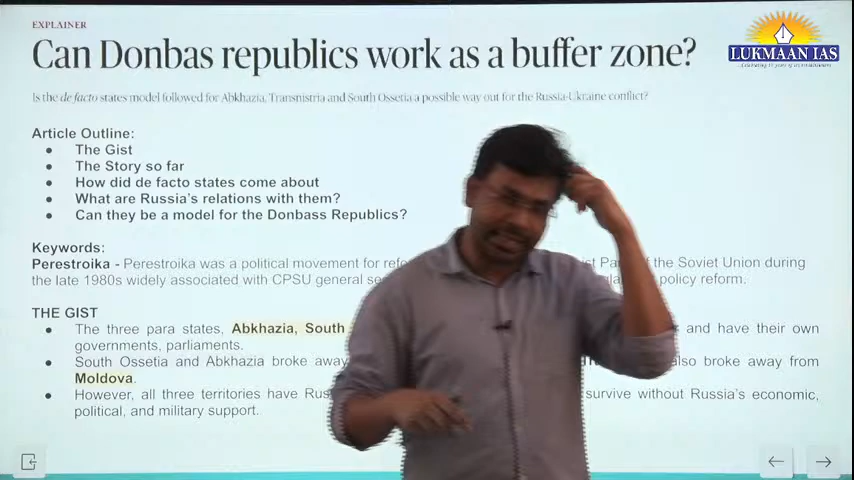 EXPLAINER
Can Donbas republics work as a buffer zone?
LUKMAAN IAS
Is the de facto states model followed for Abkhazia, Transnistria and South Ossetia a possible way out for the Russia-Ukraine conflict?
Article Outline:
● The Gist
● The Story so far
● How did de facto states come about
● What are Russia's relations with them?
● Can they be a model for the Donbass Republics?
Keywords:
Perestroika - Perestroika was a political movement for of the Soviet Union during
the late 1980s widely associated with CPSU general policy reform.
THE GIST
● The three para states, Abkhazia, South and have their own
governments, parliaments.
● South Ossetia and Abkhazia broke away also broke away from
Moldova.
● However, all three territories have survive without Russia's economic,
political, and military support.